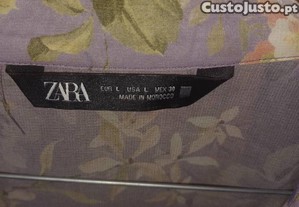 Custojusto.pt
ZARA
EUR L USA L MEX 30
MADE IN MOROCCO